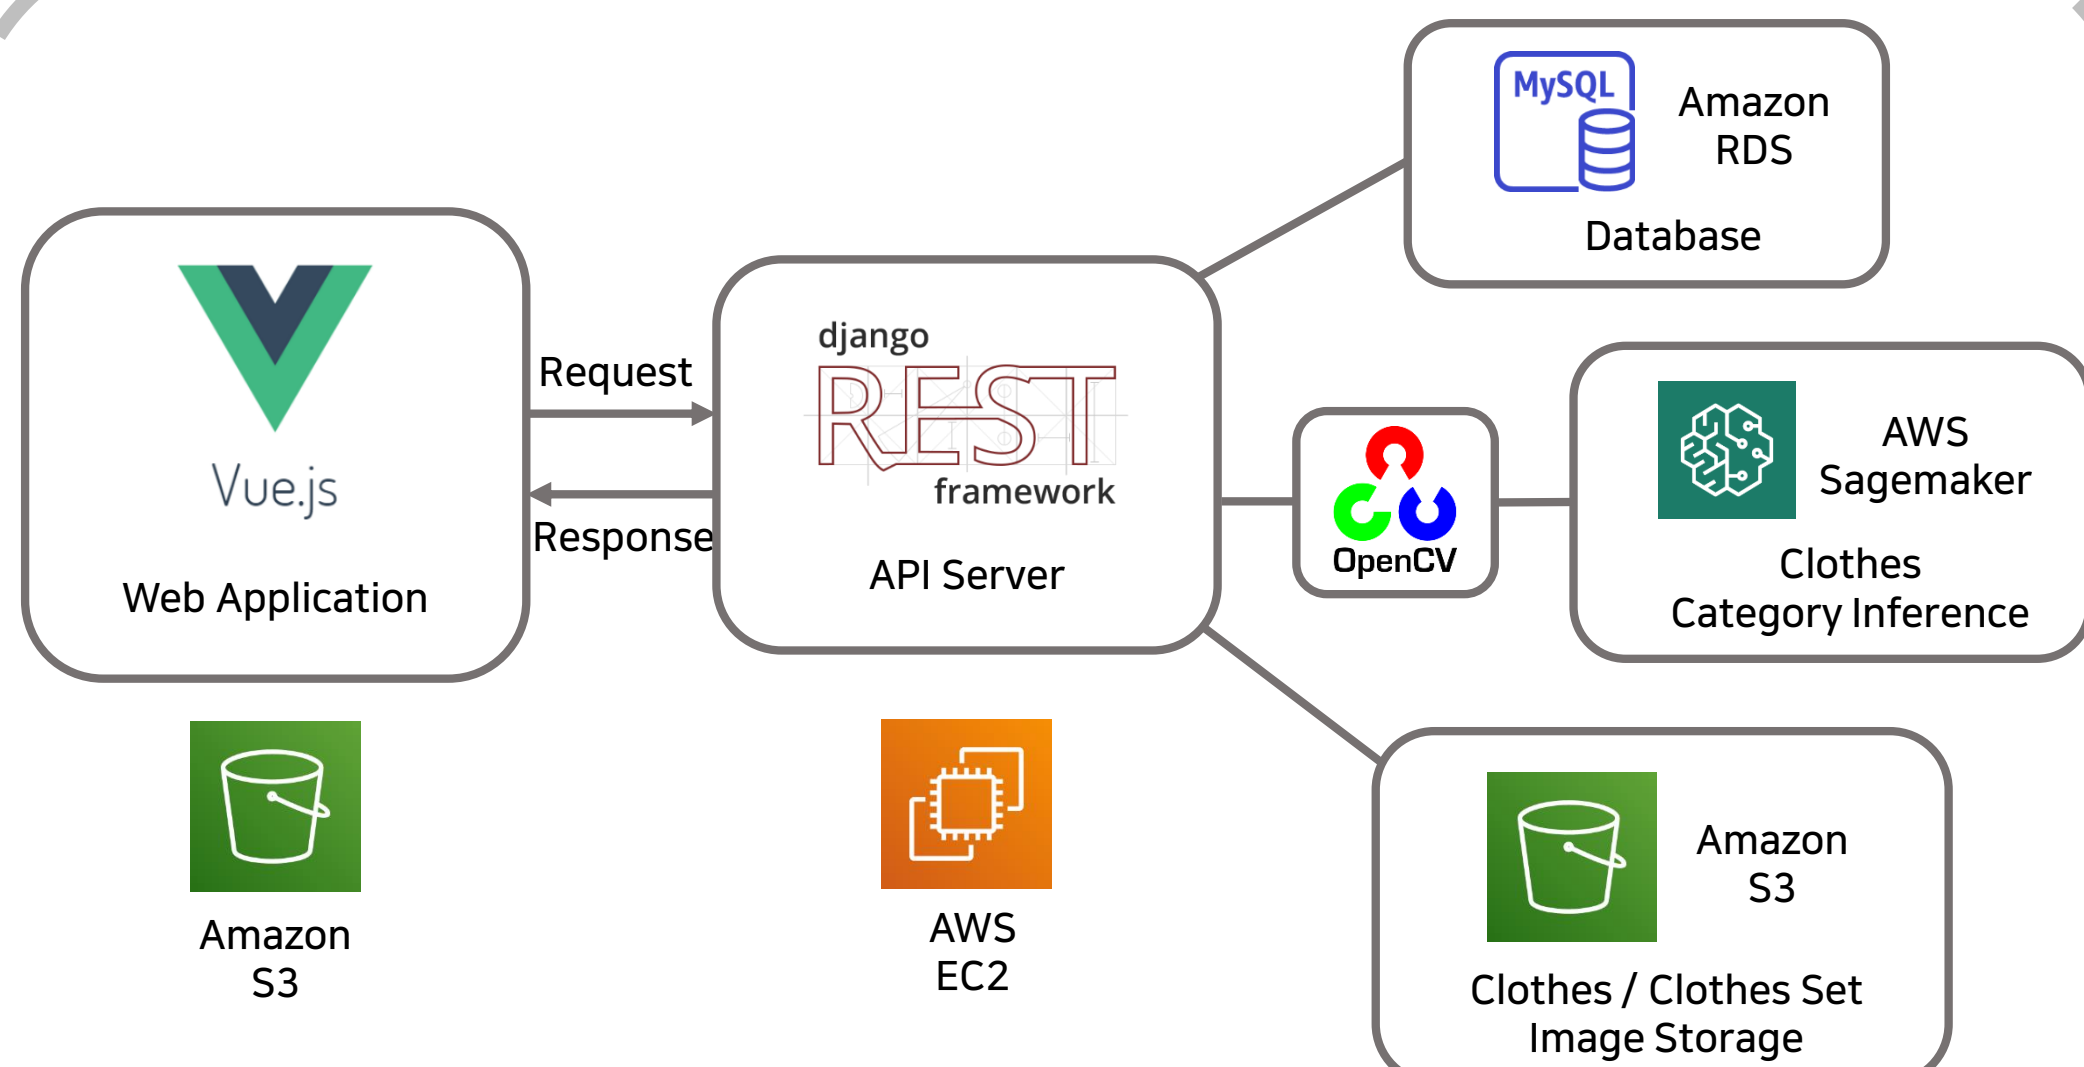 Vue.js
Web Application
Amazon
S3
Request
Response
django
REST
framework
API Server
AWS
EC2
MySQL
Amazon
RDS
Database
OpenCV
AWS
Sagemaker
Clothes
Category Inference
Amazon
S3
Clothes / Clothes Set
Image Storage